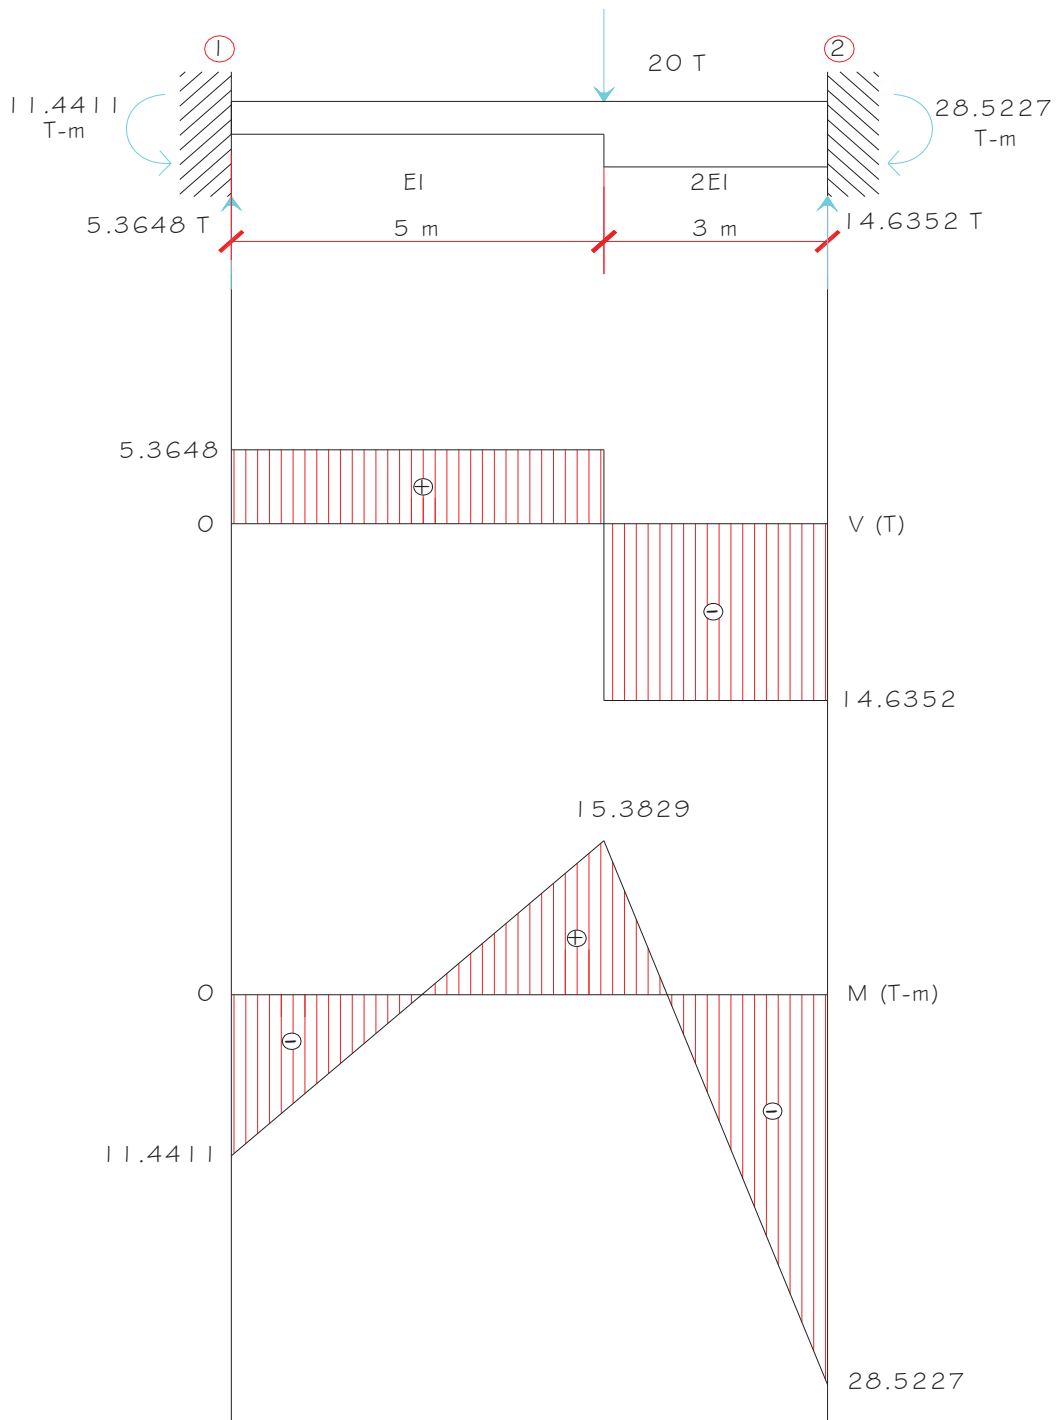 1
2
20 T
11.4411
T-m
28.5227
T-m
EI
2EI
5.3648 T
5 m
3 m
14.6352 T
5.3648
+
0
V (T)
-
14.6352
15.3829
+
0
M (T-m)
-
-
11.4411
28.5227